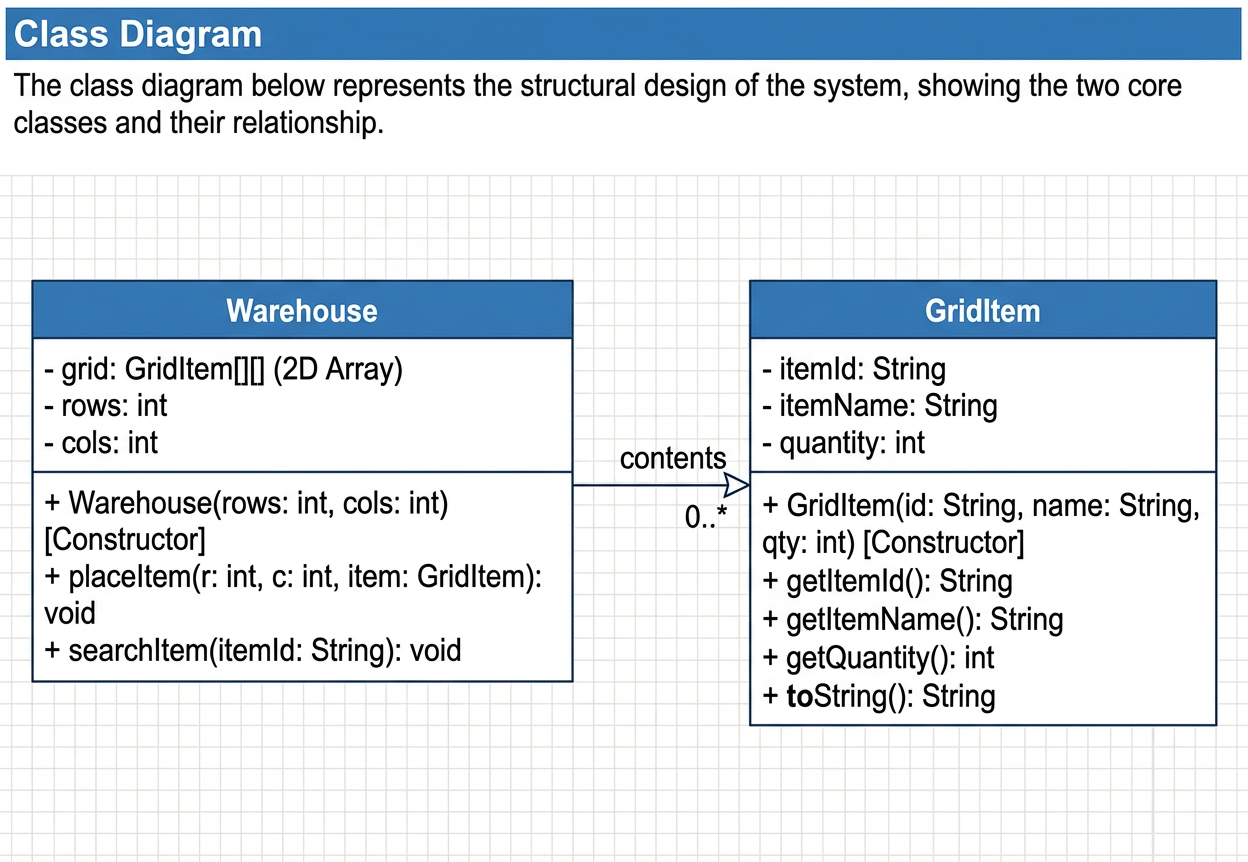 Class Diagram
The class diagram below represents the structural design of the system, showing the two core
classes and their relationship.
Warehouse
- grid: GridItem[][] (2D Array)
- rows: int
- cols: int
+ Warehouse(rows: int, cols: int)
[Constructor]
+ placeItem(r: int, c: int, item: GridItem):
void
+ searchItem(itemId: String): void
contents
0..*
GridItem
- itemId: String
- itemName: String
- quantity: int
+ GridItem(id: String, name: String,
qty: int) [Constructor]
+ getItemId(): String
+ getItemName(): String
+ getQuantity(): int
+ toString(): String